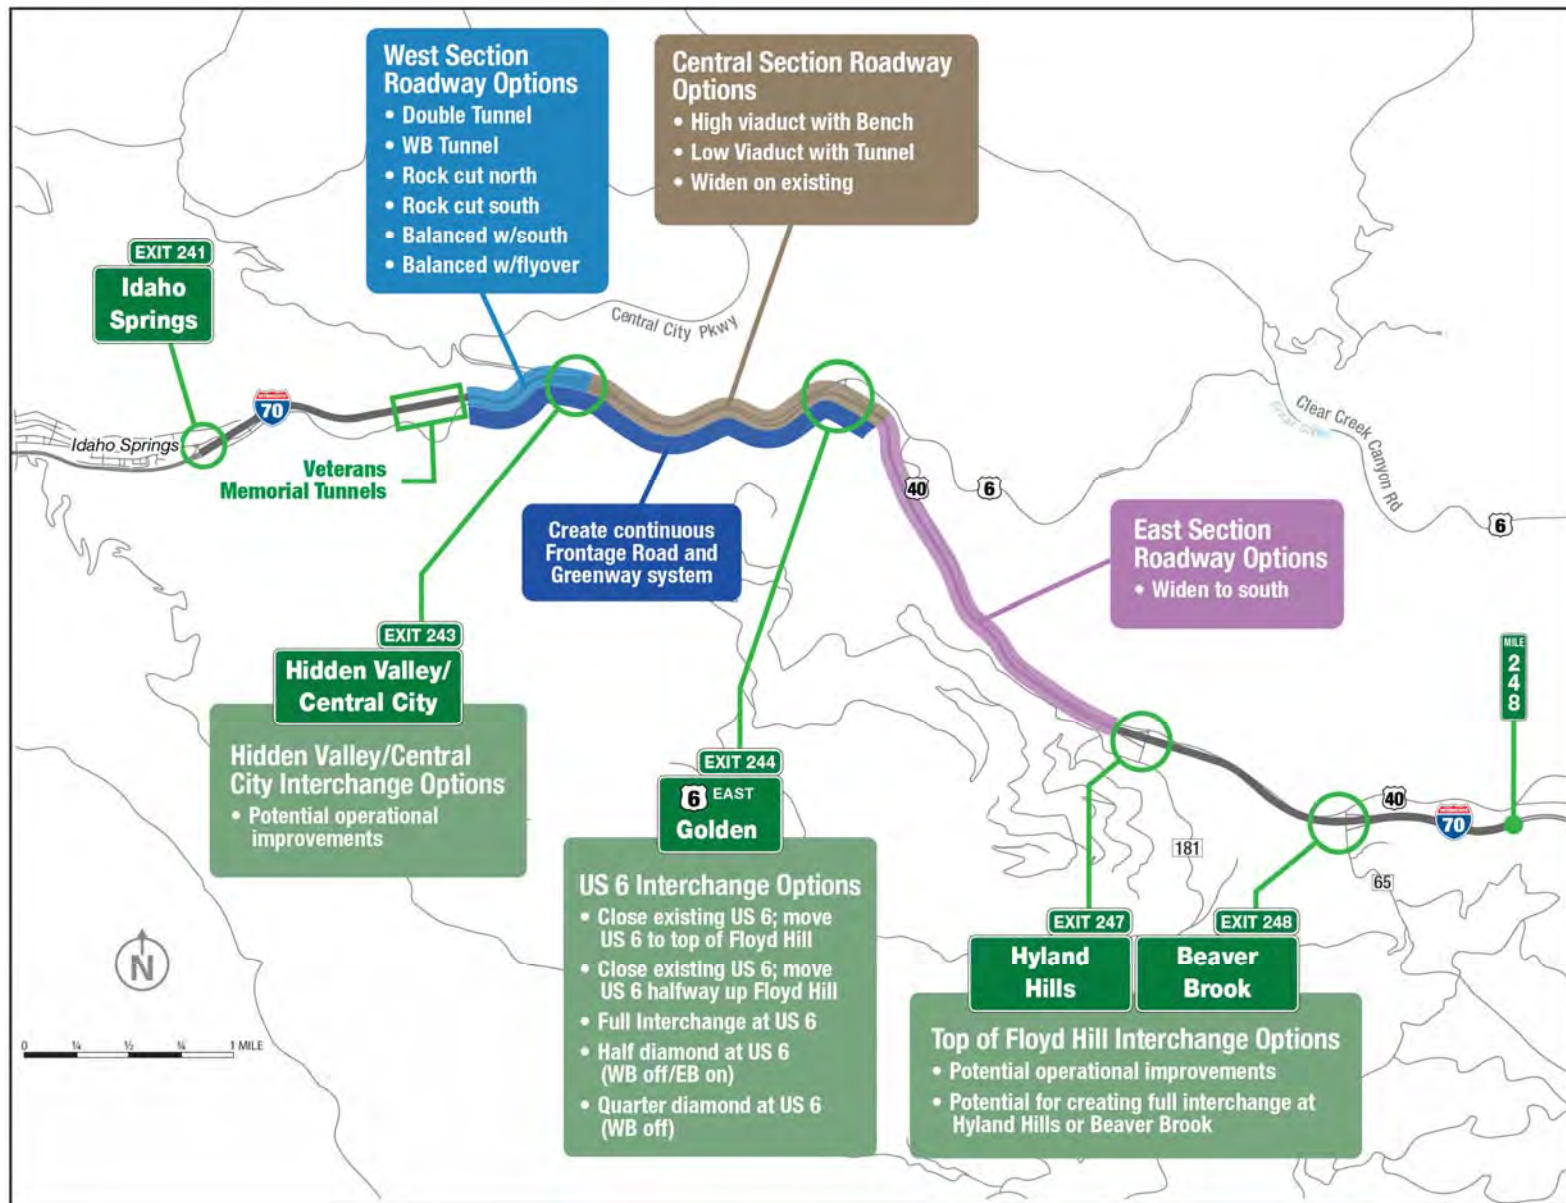 West Section
Roadway Options
• Double Tunnel
• WB Tunnel
• Rock cut north
• Rock cut south
• Balanced w/south
• Balanced w/flyover
Central Section Roadway
Options
• High viaduct with Bench
• Low Viaduct with Tunnel
• Widen on existing
EXIT 241
Idaho
Springs
Central City Pkwy
70
Idaho Springs
Veterans
Memorial Tunnels
Clear Creek Canyon Rd
40
6
6
Create continuous
Frontage Road and
Greenway system
East Section
Roadway Options
• Widen to south
EXIT 243
Hidden Valley/
Central City
Hidden Valley/Central
City Interchange Options
• Potential operational
improvements
MILE
2
4
8
EXIT 244
6 EAST
Golden
US 6 Interchange Options
• Close existing US 6; move
US 6 to top of Floyd Hill
• Close existing US 6; move
US 6 halfway up Floyd Hill
• Full Interchange at US 6
• Half diamond at US 6
(WB off/EB on)
• Quarter diamond at US 6
(WB off)
40
70
181
65
EXIT 247
Hyland
Hills
EXIT 248
Beaver
Brook
Top of Floyd Hill Interchange Options
• Potential operational improvements
• Potential for creating full interchange at
Hyland Hills or Beaver Brook
N
0 ¼ ½ ¾ 1 MILE